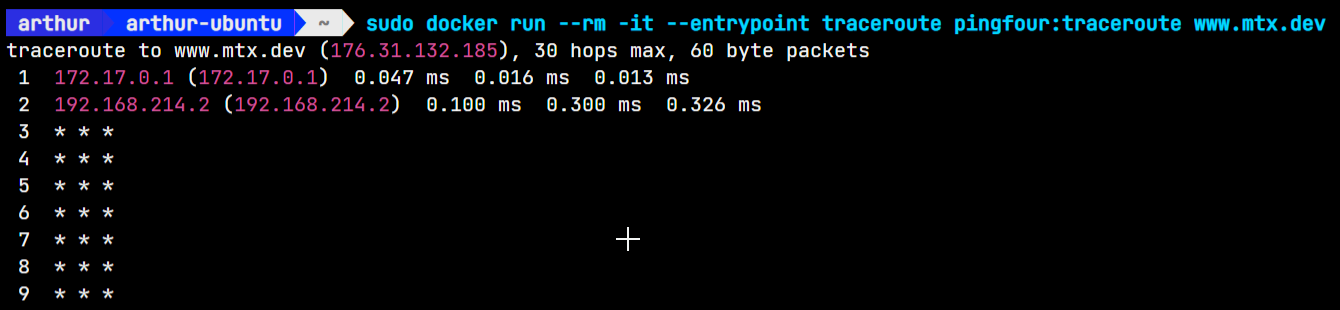 arthur arthur-ubuntu ~ sudo docker run --rm -it --entrypoint traceroute pingfour:traceroute www.mtx.dev
traceroute to www.mtx.dev (176.31.132.185), 30 hops max, 60 byte packets
1 172.17.0.1 (172.17.0.1) 0.047 ms 0.016 ms 0.013 ms
2 192.168.214.2 (192.168.214.2) 0.100 ms 0.300 ms 0.326 ms
3 * * *
4 * * *
5 * * *
6 * * *
7 * * *
8 * * *
9 * * *